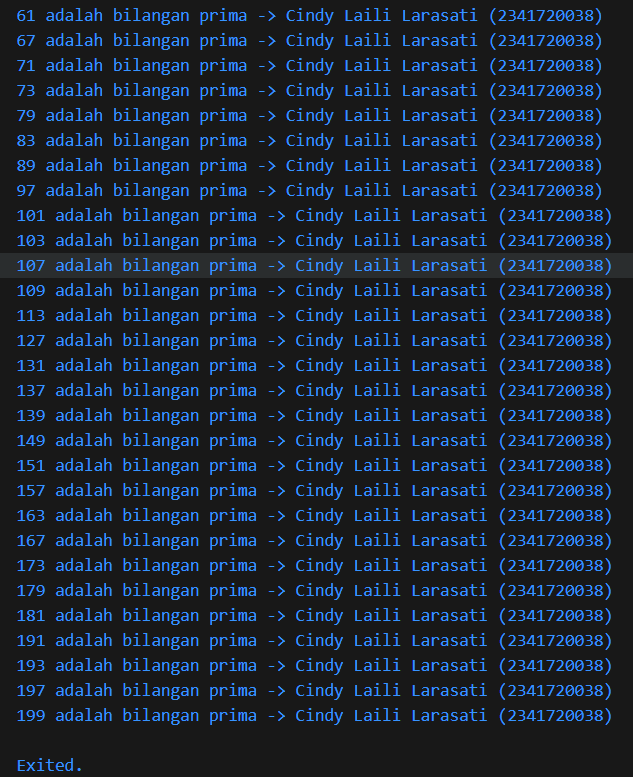 61 adalah bilangan prima -> Cindy Laili Larasati (2341720038)
67 adalah bilangan prima -> Cindy Laili Larasati (2341720038)
71 adalah bilangan prima -> Cindy Laili Larasati (2341720038)
73 adalah bilangan prima -> Cindy Laili Larasati (2341720038)
79 adalah bilangan prima -> Cindy Laili Larasati (2341720038)
83 adalah bilangan prima -> Cindy Laili Larasati (2341720038)
89 adalah bilangan prima -> Cindy Laili Larasati (2341720038)
97 adalah bilangan prima -> Cindy Laili Larasati (2341720038)
101 adalah bilangan prima -> Cindy Laili Larasati (2341720038)
103 adalah bilangan prima -> Cindy Laili Larasati (2341720038)
107 adalah bilangan prima -> Cindy Laili Larasati (2341720038)
109 adalah bilangan prima -> Cindy Laili Larasati (2341720038)
113 adalah bilangan prima -> Cindy Laili Larasati (2341720038)
127 adalah bilangan prima -> Cindy Laili Larasati (2341720038)
131 adalah bilangan prima -> Cindy Laili Larasati (2341720038)
137 adalah bilangan prima -> Cindy Laili Larasati (2341720038)
139 adalah bilangan prima -> Cindy Laili Larasati (2341720038)
149 adalah bilangan prima -> Cindy Laili Larasati (2341720038)
151 adalah bilangan prima -> Cindy Laili Larasati (2341720038)
157 adalah bilangan prima -> Cindy Laili Larasati (2341720038)
163 adalah bilangan prima -> Cindy Laili Larasati (2341720038)
167 adalah bilangan prima -> Cindy Laili Larasati (2341720038)
173 adalah bilangan prima -> Cindy Laili Larasati (2341720038)
179 adalah bilangan prima -> Cindy Laili Larasati (2341720038)
181 adalah bilangan prima -> Cindy Laili Larasati (2341720038)
191 adalah bilangan prima -> Cindy Laili Larasati (2341720038)
193 adalah bilangan prima -> Cindy Laili Larasati (2341720038)
197 adalah bilangan prima -> Cindy Laili Larasati (2341720038)
199 adalah bilangan prima -> Cindy Laili Larasati (2341720038)
Exited.